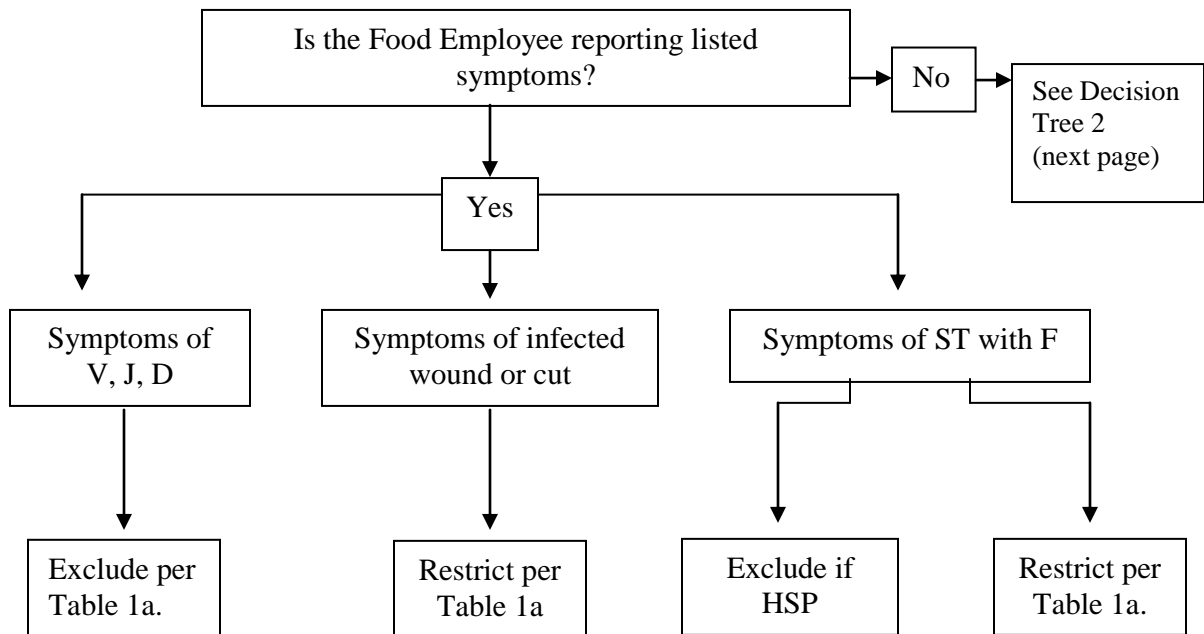 Is the Food Employee reporting listed
symptoms?
No
See Decision
Tree 2
(next page)
Yes
Symptoms of
V, J, D
Symptoms of infected
wound or cut
Symptoms of ST with F
Exclude per
Table 1a.
Restrict per
Table 1a
Exclude if
HSP
Restrict per
Table 1a.